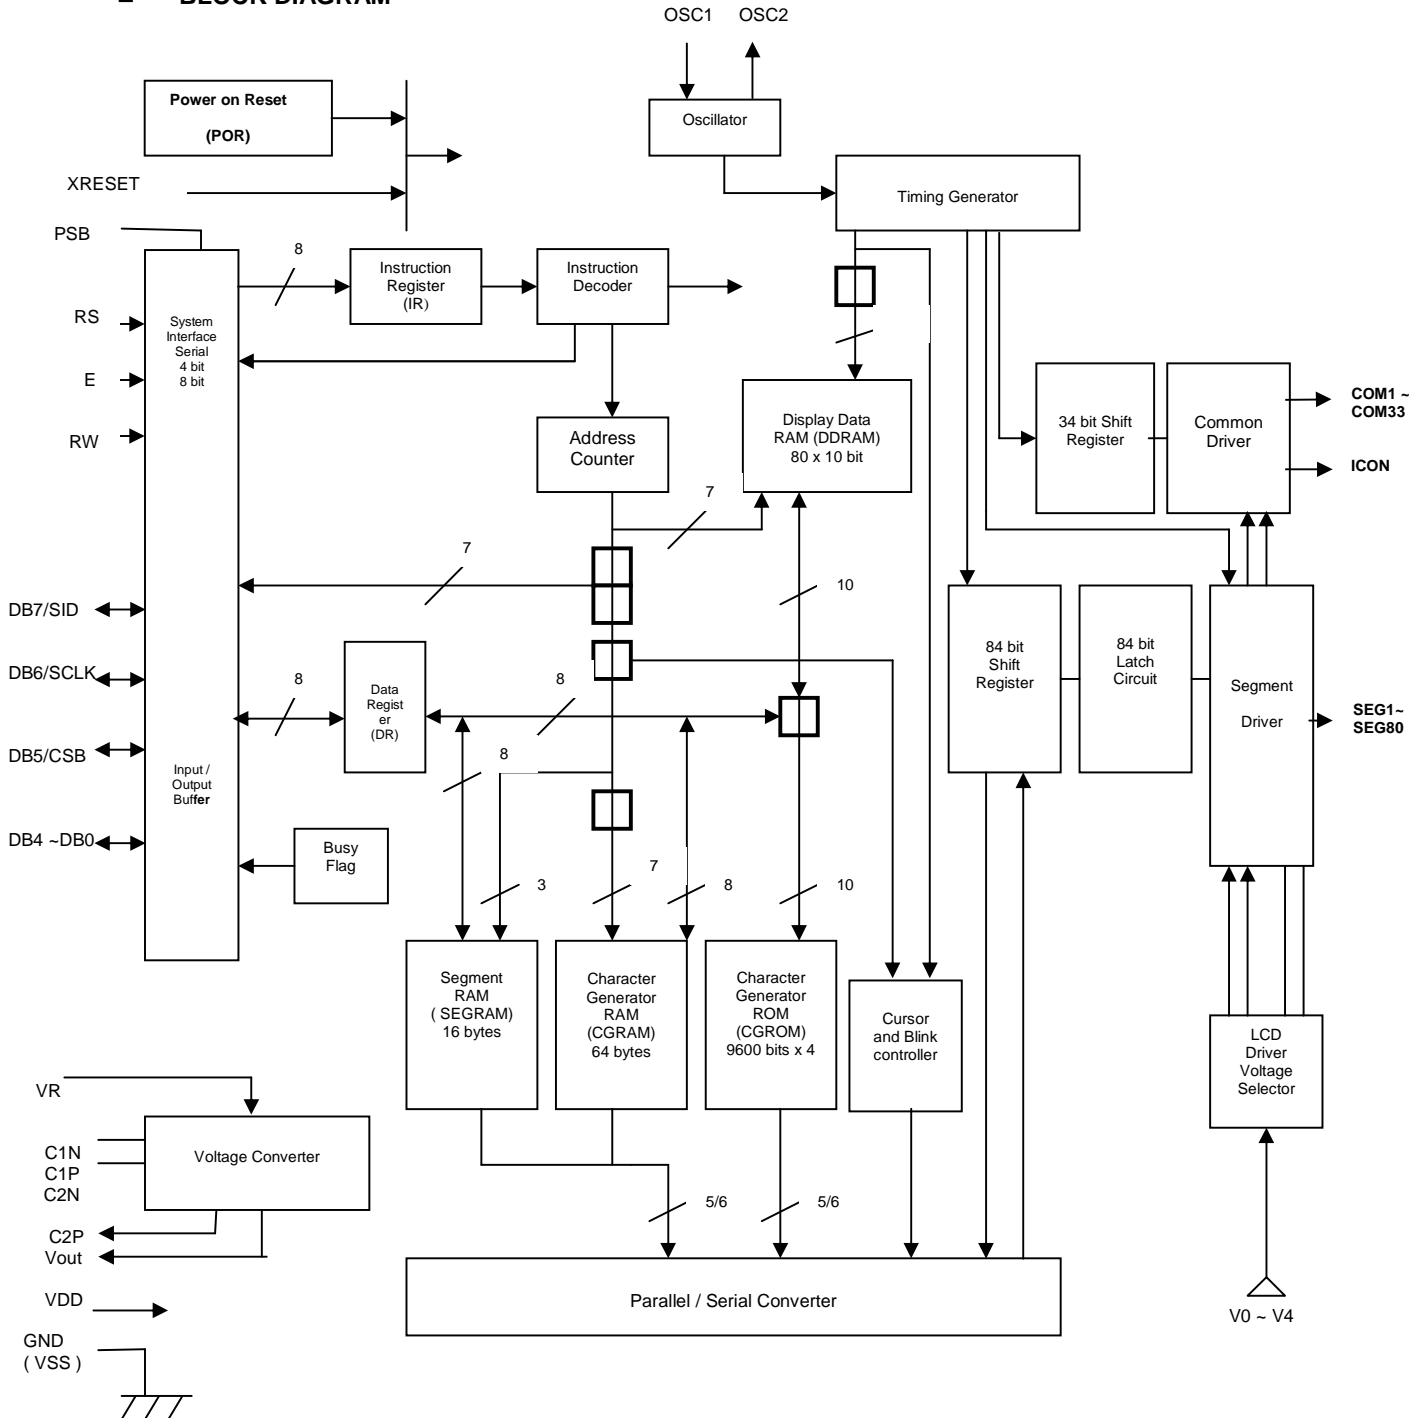 BLOCK DIAGRAM
OSC1 OSC2
Power on Reset
(POR)
Oscillator
XRESET
Timing Generator
PSB
8
Instruction
Register
(IR)
Instruction
Decoder
RS
System
Interface
Serial
4 bit
8 bit
E
RW
Address
Counter
Display Data
RAM (DDRAM)
80 x 10 bit
34 bit Shift
Register
Common
Driver
COM1 ~
COM33
ICON
7
7
10
DB7/SID
DB6/SCLK
DB5/CSB
DB4 ~DB0
8
Data
Regist
er
(DR)
8
8
84 bit
Shift
Register
84 bit
Latch
Circuit
Segment
Driver
SEG1~
SEG80
Input /
Output
Buffer
Busy
Flag
3
7
8
10
Segment
RAM
( SEGRAM)
16 bytes
Character
Generator
RAM
(CGRAM)
64 bytes
Character
Generator
ROM
(CGROM)
9600 bits x 4
Cursor
and Blink
controller
LCD
Driver
Voltage
Selector
VR
C1N
C1P
C2N
Voltage Converter
C2P
Vout
5/6
5/6
VDD
Parallel / Serial Converter
V0 ~ V4
GND
( VSS )